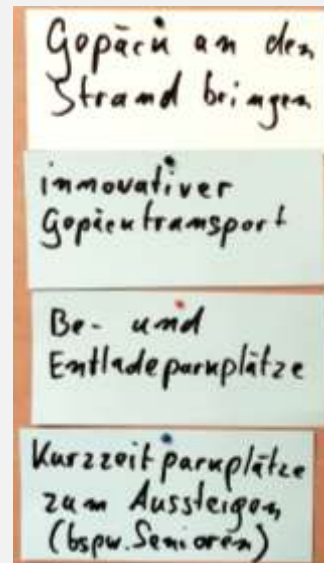 Gepäck an den
Strand bringen
innovativer
Gepäcktransport
Be- und
Entladeparkplätze
Kurzzeitparkplätze
zum Aussteigen
(bspw. Senioren)